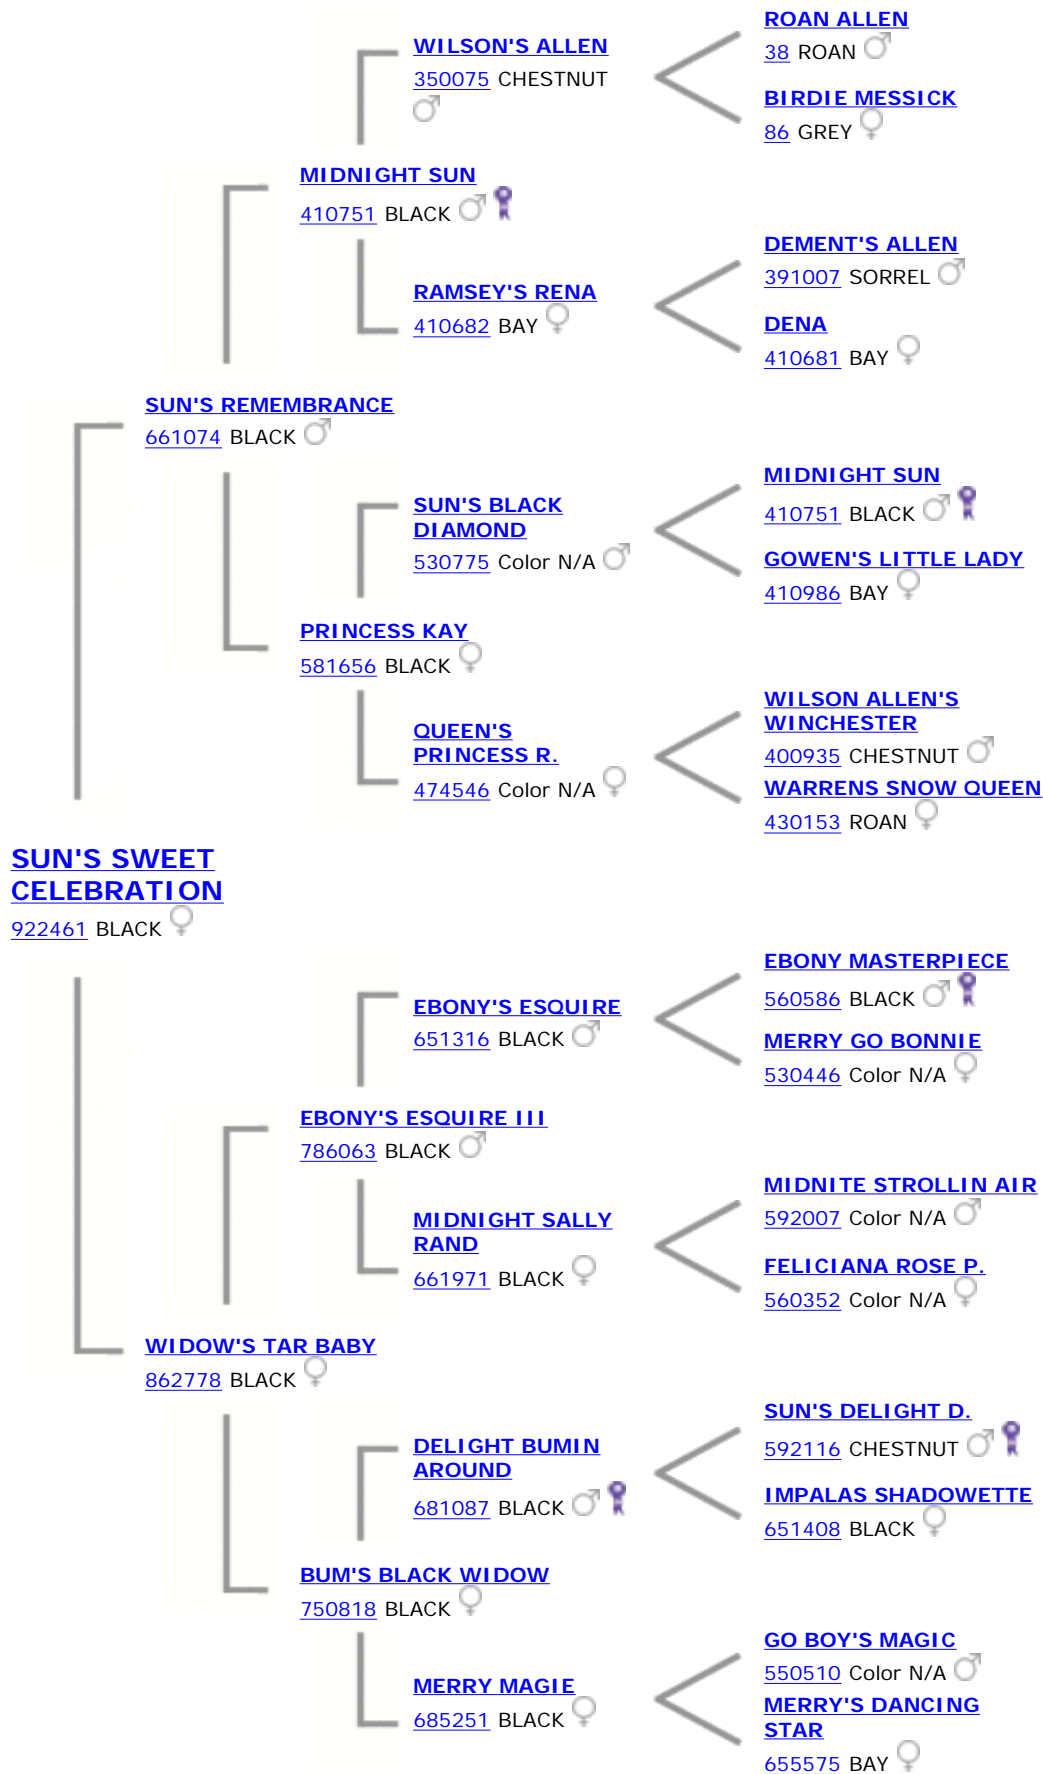 ROAN ALLEN
38 ROAN
WILSON'S ALLEN
350075 CHESTNUT
BIRDIE MESSICK
86 GREY
MIDNIGHT SUN
410751 BLACK
DEMENT'S ALLEN
391007 SORREL
RAMSEY'S RENA
410682 BAY
DENA
410681 BAY
SUN'S REMEMBRANCE
661074 BLACK
MIDNIGHT SUN
410751 BLACK
SUN'S BLACK
DIAMOND
530775 Color N/A
GOWEN'S LITTLE LADY
410986 BAY
PRINCESS KAY
581656 BLACK
WILSON ALLEN'S
WINCHESTER
400935 CHESTNUT
QUEEN'S
PRINCESS R.
474546 Color N/A
WARRENS SNOW QUEEN
430153 ROAN
SUN'S SWEET
CELEBRATION
922461 BLACK
EBONY MASTERPIECE
560586 BLACK
EBONY'S ESQUIRE
651316 BLACK
MERRY GO BONNIE
530446 Color N/A
EBONY'S ESQUIRE III
786063 BLACK
MIDNITE STROLLIN AIR
592007 Color N/A
MIDNIGHT SALLY
RAND
661971 BLACK
FELICIANA ROSE P.
560352 Color N/A
WIDOW'S TAR BABY
862778 BLACK
SUN'S DELIGHT D.
592116 CHESTNUT
DELIGHT BUMIN
AROUND
681087 BLACK
IMPALAS SHADOWETTE
651408 BLACK
BUM'S BLACK WIDOW
750818 BLACK
GO BOY'S MAGIC
550510 Color N/A
MERRY MAGIE
685251 BLACK
MERRY'S DANCING
STAR
655575 BAY